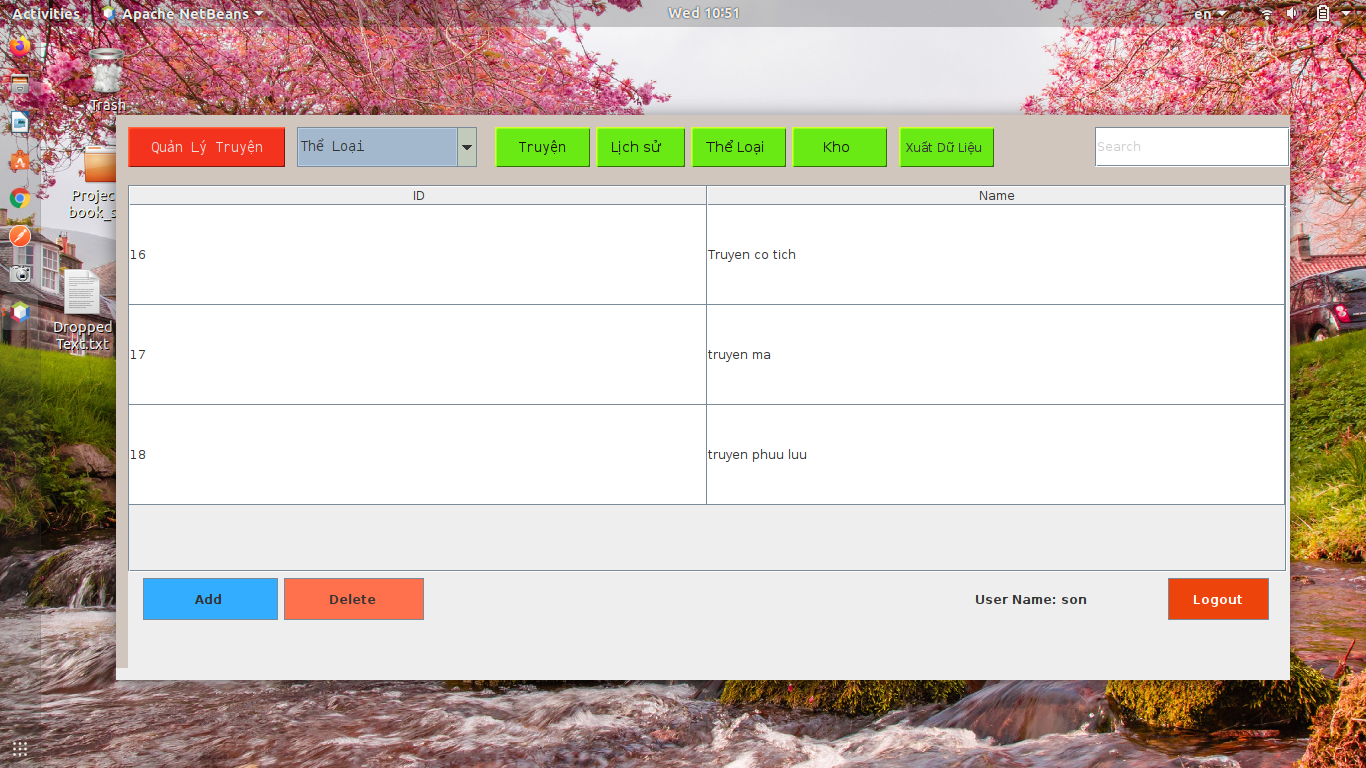 Activities Apache NetBeans Wed 10:51 en
Trash
Projec
book_s
Dropped
Text.txt
Quản Lý Truyện Thể Loại Truyện Lịch sử Thể Loại Kho Xuất Dữ Liệu Search
ID Name
16 Truyen co tich
17 truyen ma
18 truyen phuu luu
Add Delete User Name: son Logout